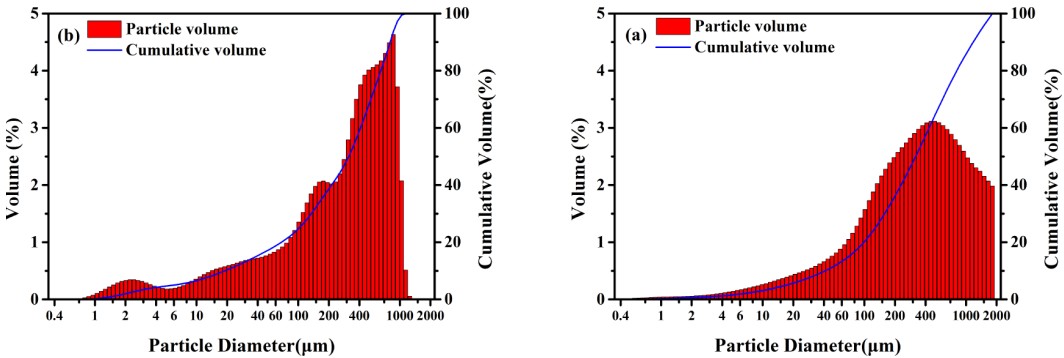 (b)
Particle volume
Cumulative volume
Volume (%)
5
4
3
2
1
0
Cumulative Volume(%)
100
80
60
40
20
0
0.4 1 2 4 6 10 20 40 60 100 200 400 1000 2000
Particle Diameter(μm)
(a)
Particle volume
Cumulative volume
Volume (%)
5
4
3
2
1
0
Cumulative Volume(%)
100
80
60
40
20
0
0.4 1 2 4 6 10 20 40 60 100 200 400 1000 2000
Particle Diameter(μm)